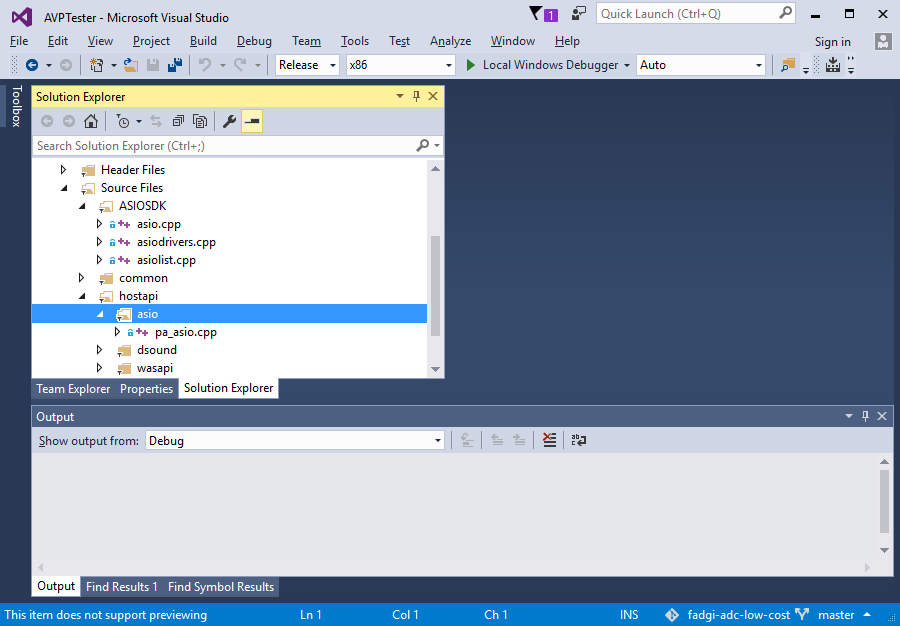 AVPTester - Microsoft Visual Studio
1
Quick Launch (Ctrl+Q)
File Edit View Project Build Debug Team Tools Test Analyze Window Help
Sign in
Release x86 Local Windows Debugger Auto
Toolbox
Solution Explorer
Search Solution Explorer (Ctrl+;)
Header Files
Source Files
ASIOSDK
asio.cpp
asiodrivers.cpp
asiolist.cpp
common
hostapi
asio
pa_asio.cpp
dsound
wasapi
Team Explorer Properties Solution Explorer
Output
Show output from: Debug
Output Find Results 1 Find Symbol Results
This item does not support previewing Ln 1 Col 1 Ch 1 INS fadgi-adc-low-cost master